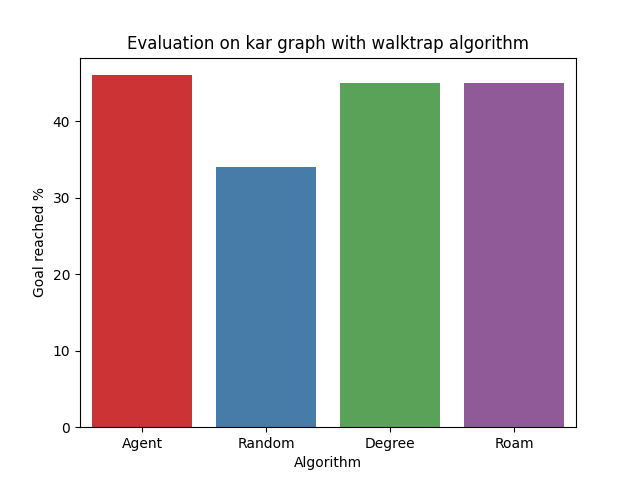 Evaluation on kar graph with walktrap algorithm
Goal reached %
40
30
20
10
0
Agent Random Degree Roam
Algorithm